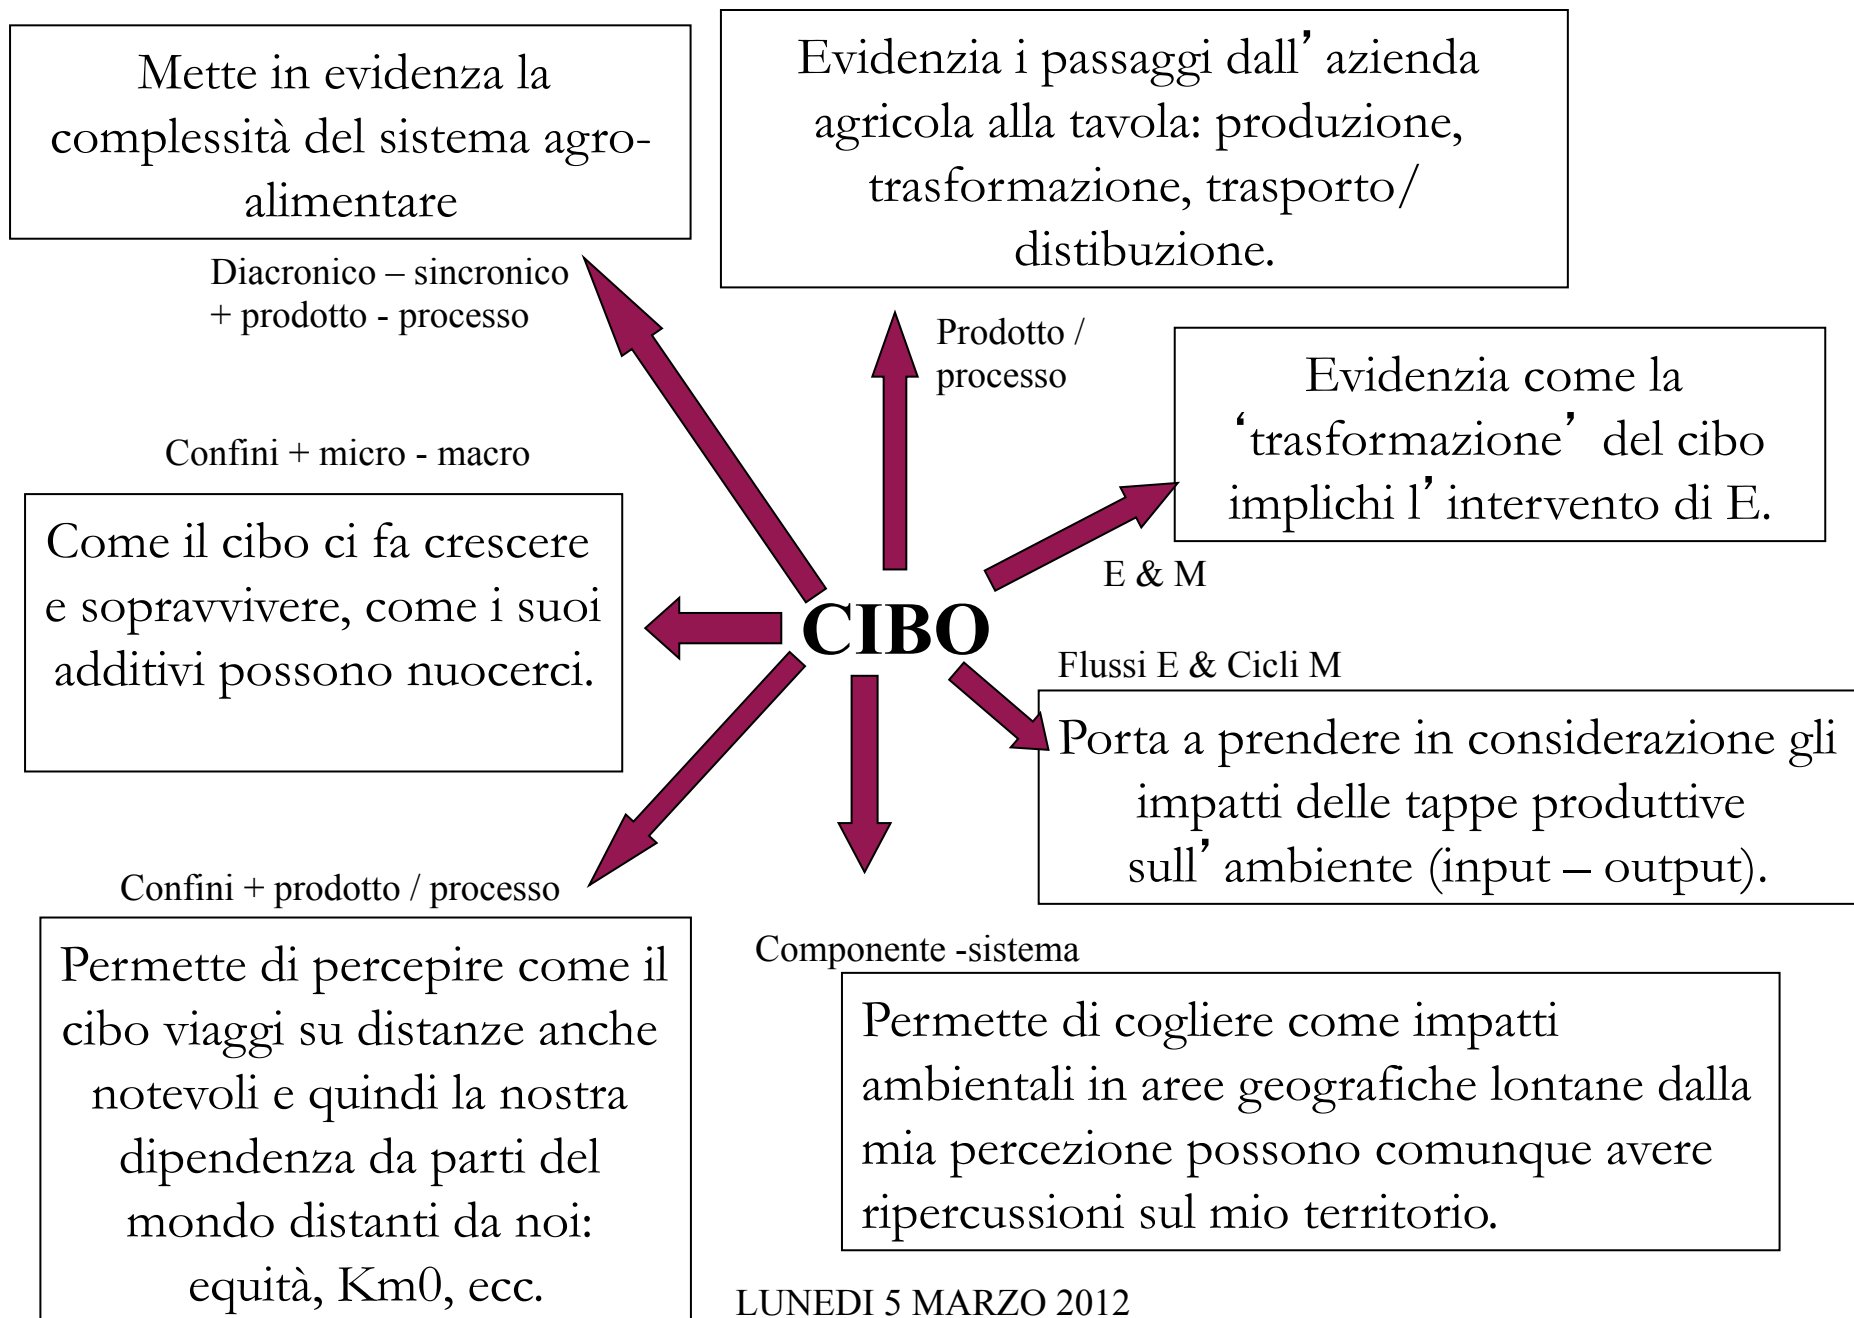 Mette in evidenza la
complessità del sistema agro-
alimentare
Evidenzia i passaggi dall’ azienda
agricola alla tavola: produzione,
trasformazione, trasporto/
distibuzione.
Diacronico – sincronico
+ prodotto - processo
Prodotto /
processo
Evidenzia come la
‘trasformazione’ del cibo
implichi l’ intervento di E.
E & M
Confini + micro - macro
Come il cibo ci fa crescere
e sopravvivere, come i suoi
additivi possono nuocerci.
CIBO
Flussi E & Cicli M
Porta a prendere in considerazione gli
impatti delle tappe produttive
sull’ ambiente (input – output).
Confini + prodotto / processo
Permette di percepire come il
cibo viaggi su distanze anche
notevoli e quindi la nostra
dipendenza da parti del
mondo distanti da noi:
equità, Km0, ecc.
Componente -sistema
Permette di cogliere come impatti
ambientali in aree geografiche lontane dalla
mia percezione possono comunque avere
ripercussioni sul mio territorio.
LUNEDI 5 MARZO 2012